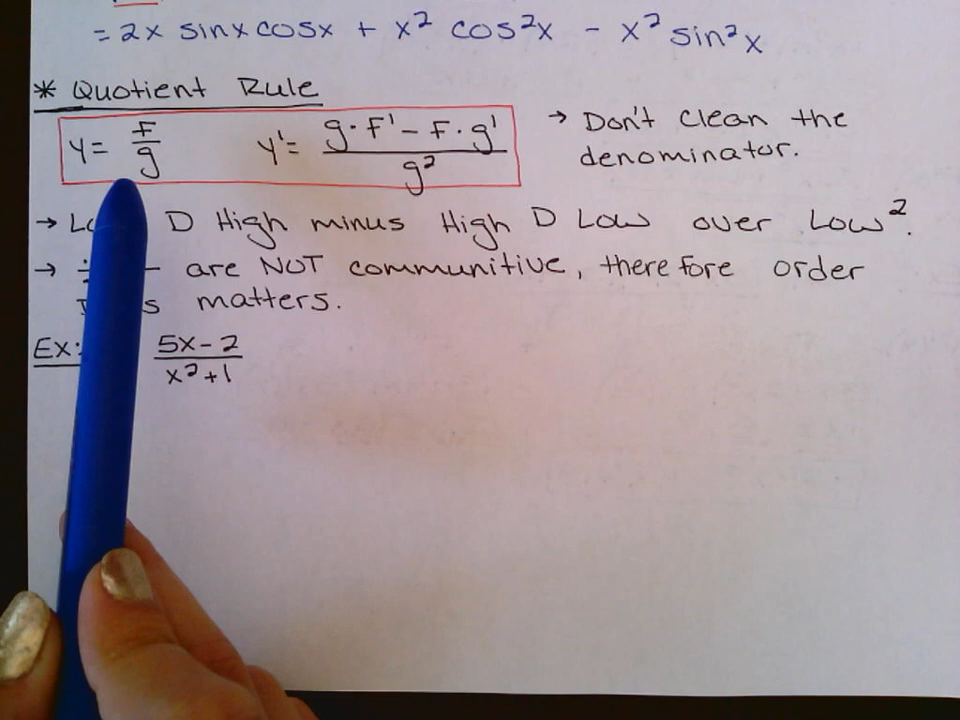 = 2x sinx cosx + x² cos²x - x² sin²x
* Quotient Rule
y = F/g y' = g·F' - F·g' / g² → Don't clean the
denominator.
→ D High minus High D Low over Low².
→ are NOT communitive, therefore order
matters.
Ex: 5x-2 / x²+1